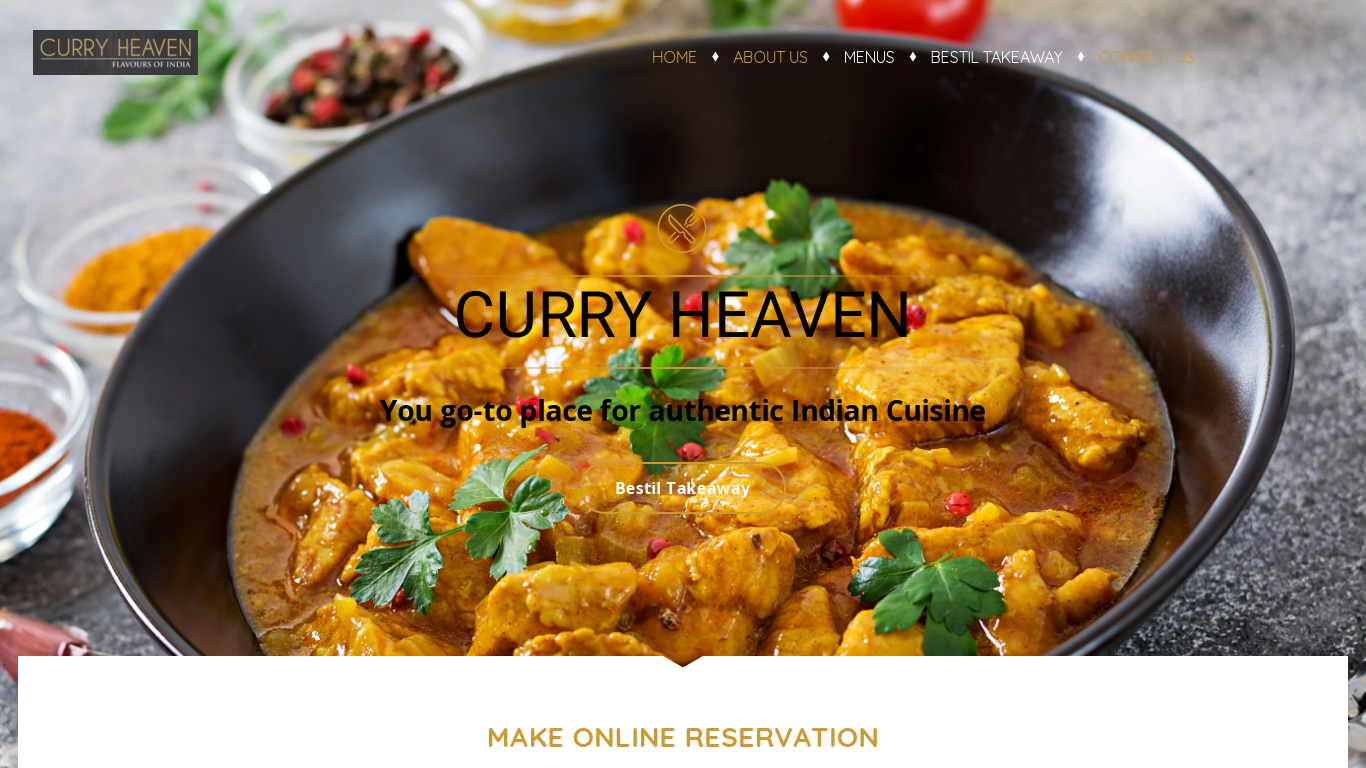 CURRY HEAVEN
FLAVOURS OF INDIA
HOME ♦ ABOUT US ♦ MENUS ♦ BESTIL TAKEAWAY ♦ CONTACT US
CURRY HEAVEN
You go-to place for authentic Indian Cuisine
Bestil Takeaway
MAKE ONLINE RESERVATION